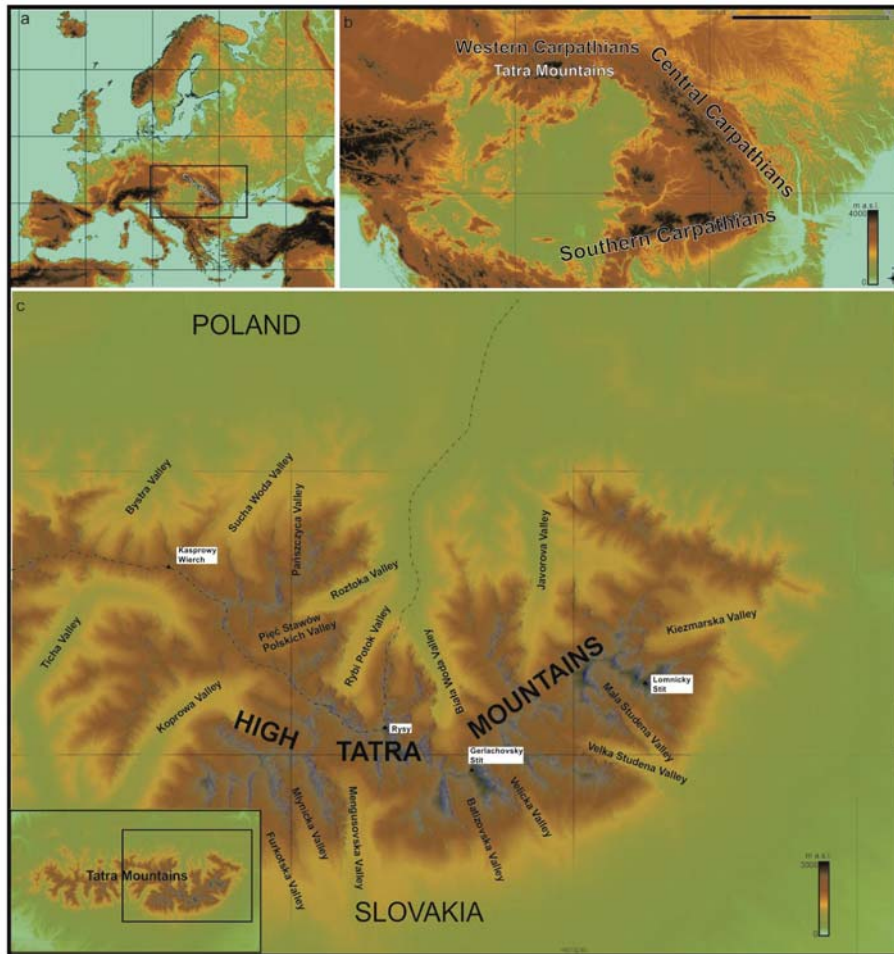 a
b
Western Carpathians
Tatra Mountains
Central Carpathians
Southern Carpathians
m a s l.
4000
0
c
POLAND
Bystra Valley
Sucha Woda Valley
Pańszczyca Valley
Kasprowy
Wierch
Roztoka Valley
Javorova Valley
Pięć Stawów
Polskich Valley
Rybi Potok Valley
Biała Woda Valley
Kiezmarska Valley
Ticha Valley
Koprowa Valley
HIGH
TATRA
MOUNTAINS
Lomnicky
Stit
Rysy
Gerlachovsky
Stit
Mala Studena Valley
Velka Studena Valley
Velicka Valley
Batizovska Valley
Mengusovska Valley
Mlynicka Valley
Furkotska Valley
Tatra Mountains
SLOVAKIA
m a s l.
3000
0